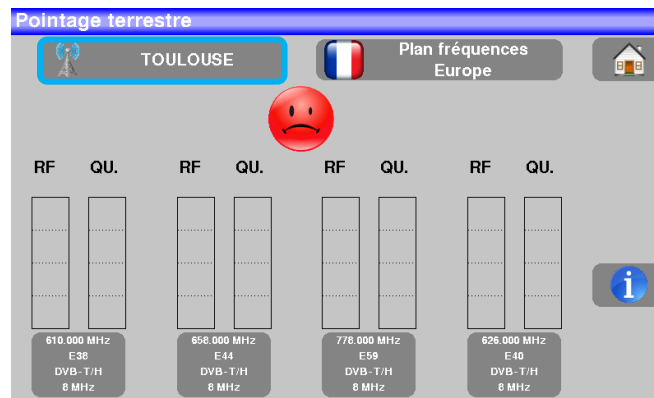 Pointage terrestre
TOULOUSE
Plan fréquences
Europe
RF QU. RF QU. RF QU. RF QU.
610.000 MHz
E38
DVB-T/H
8 MHz
658.000 MHz
E44
DVB-T/H
8 MHz
778.000 MHz
E59
DVB-T/H
8 MHz
626.000 MHz
E40
DVB-T/H
8 MHz
i